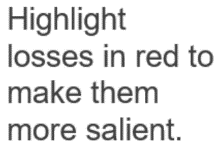 Highlight
losses in red to
make them
more salient.